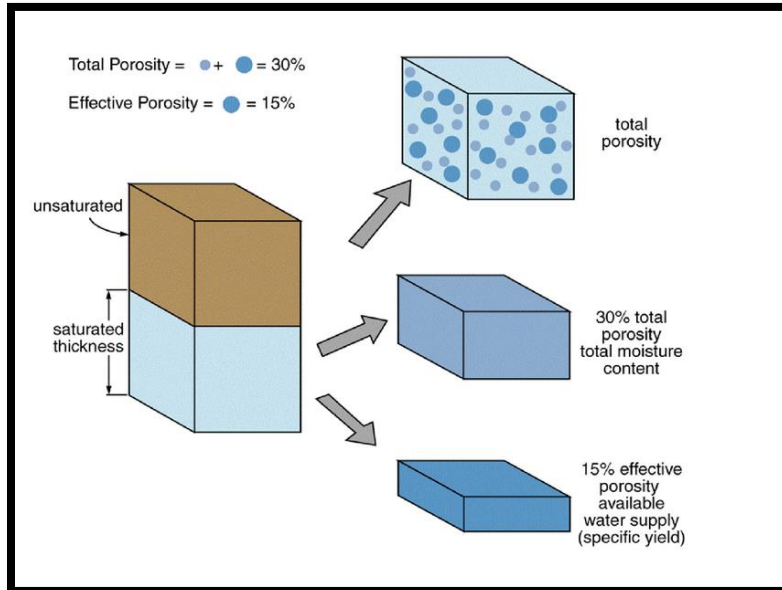 Total Porosity = + = 30%
Effective Porosity = = 15%
total
porosity
unsaturated
saturated
thickness
30% total
porosity
total moisture
content
15% effective
porosity
available
water supply
(specific yield)